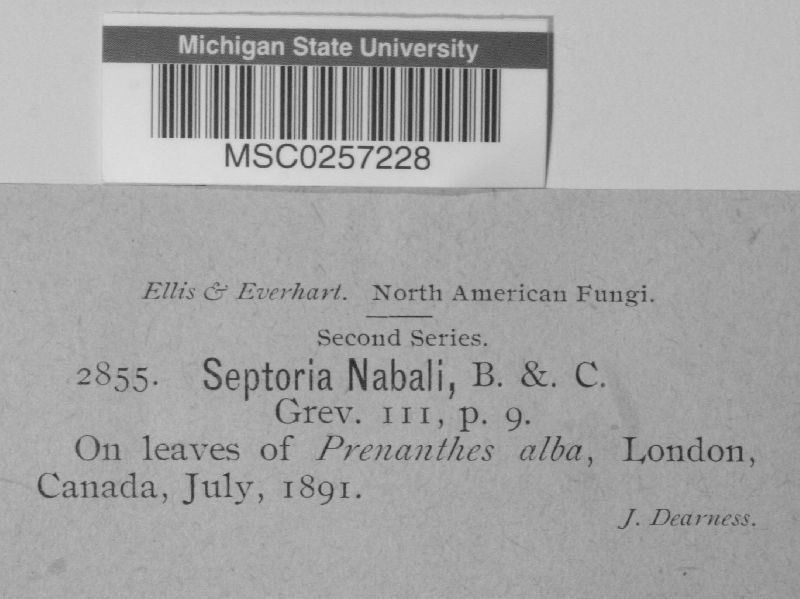 Michigan State University
MSC0257228
Ellis & Everhart. North American Fungi.
Second Series.
2855. Septoria Nabali, B. &. C.
Grev. III, p. 9.
On leaves of Prenanthes alba, London,
Canada, July, 1891.
J. Dearness.